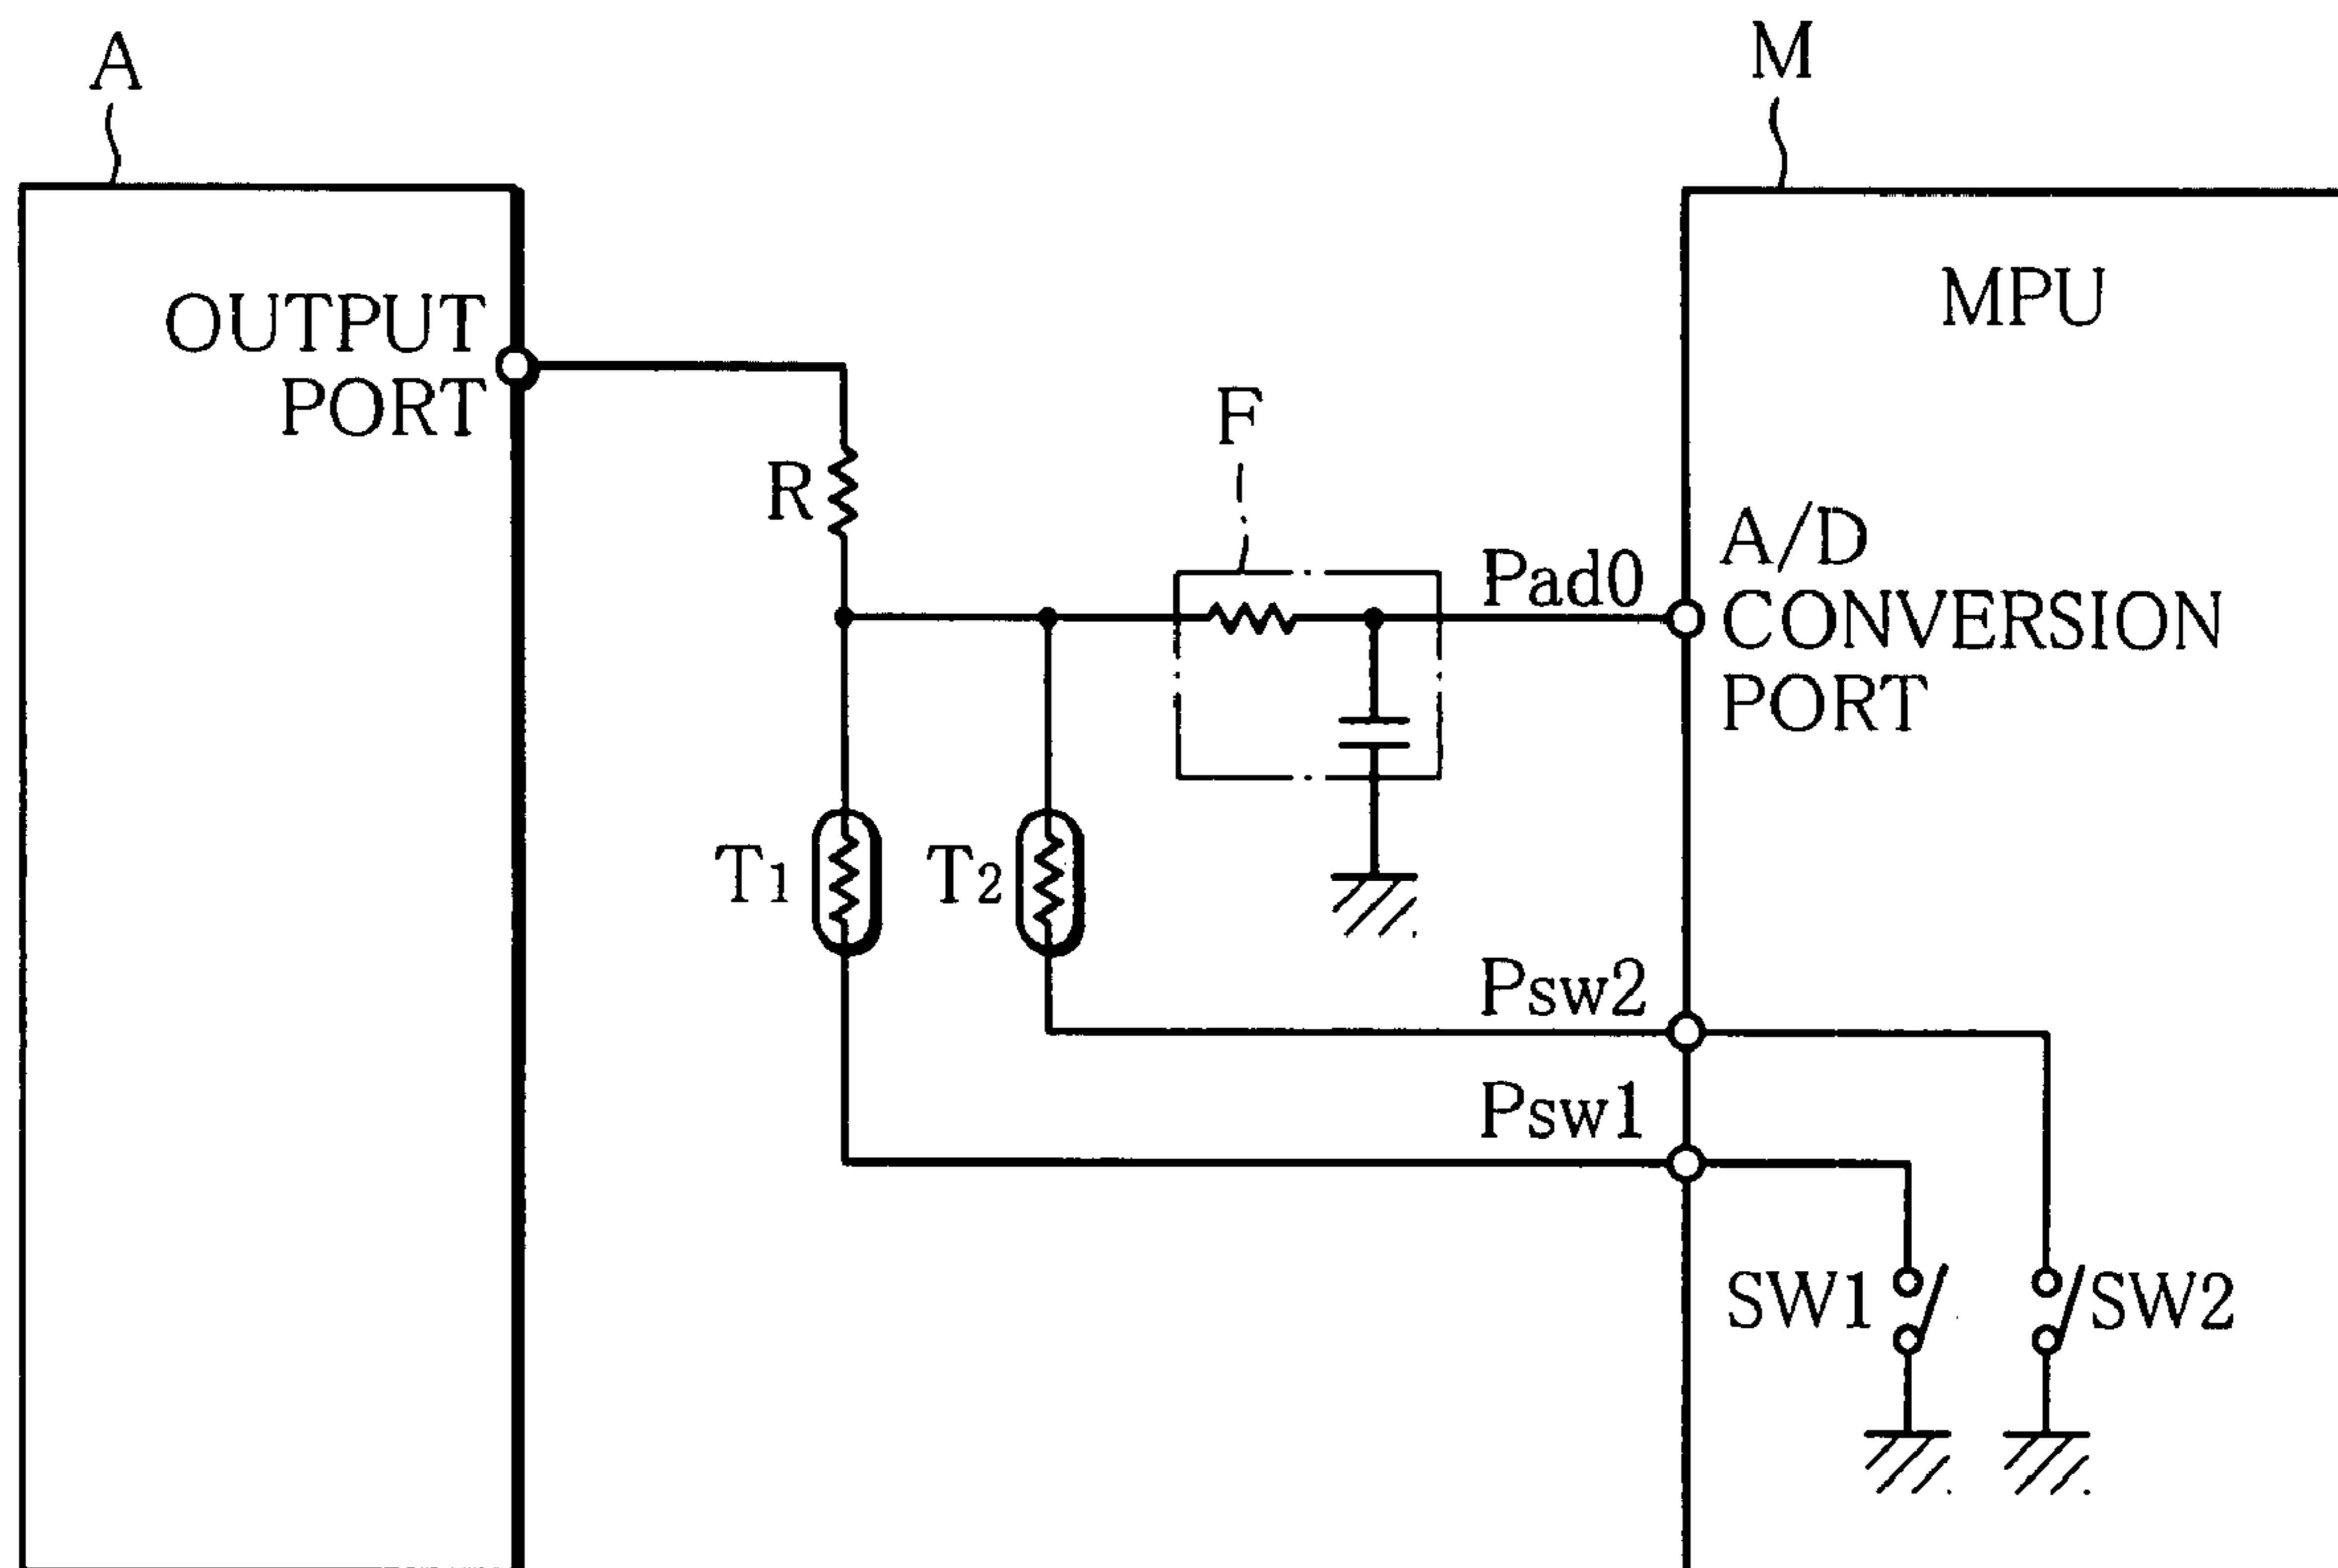 A
M
OUTPUT
PORT
MPU
F
R
Pad0
A/D
CONVERSION
PORT
T1
T2
Psw2
Psw1
SW1
SW2